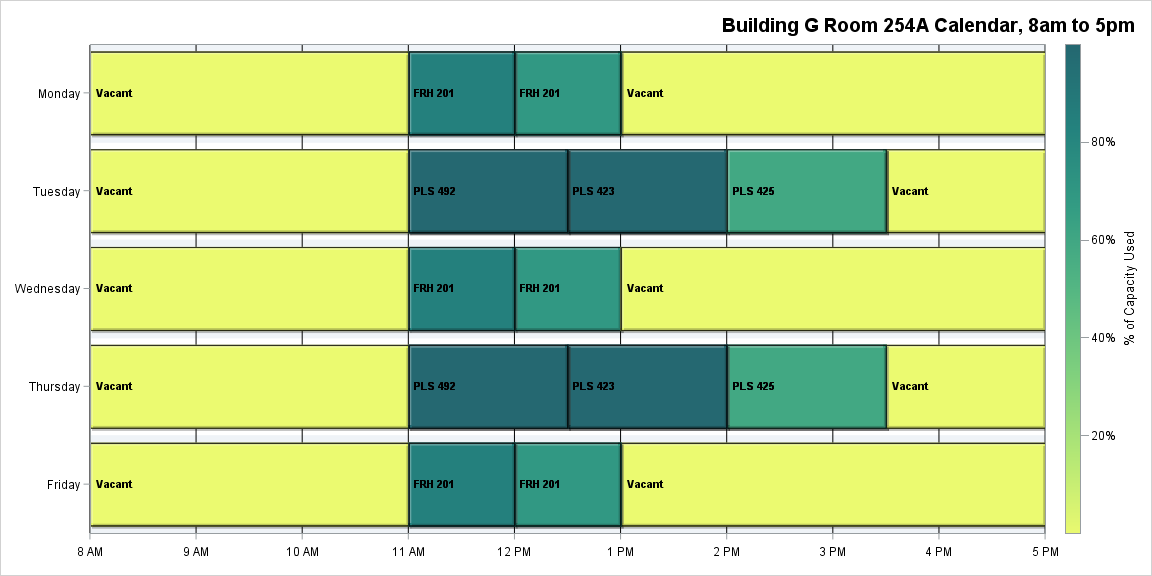 Building G Room 254A Calendar, 8am to 5pm
Monday Vacant FRH 201 FRH 201 Vacant
80%
Tuesday Vacant PLS 492 PLS 423 PLS 425 Vacant
60%
% of Capacity Used
Wednesday Vacant FRH 201 FRH 201 Vacant
40%
Thursday Vacant PLS 492 PLS 423 PLS 425 Vacant
20%
Friday Vacant FRH 201 FRH 201 Vacant
8 AM 9 AM 10 AM 11 AM 12 PM 1 PM 2 PM 3 PM 4 PM 5 PM